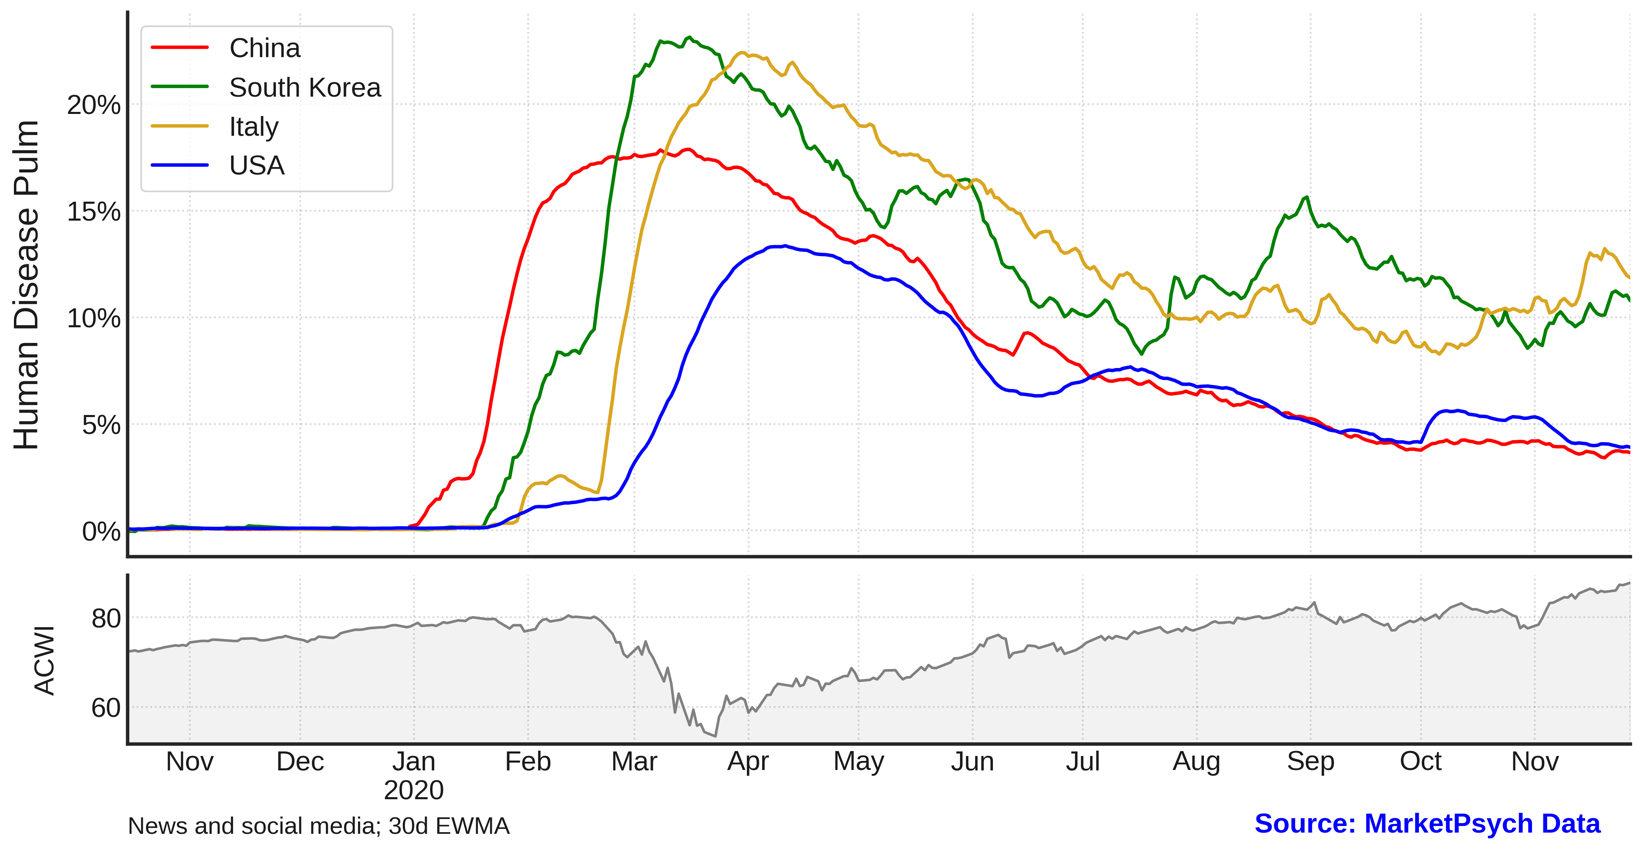 China
South Korea
Italy
USA
Human Disease Pulm
20%
15%
10%
5%
0%
ACWI
80
60
Nov Dec Jan Feb Mar Apr May Jun Jul Aug Sep Oct Nov
2020
News and social media; 30d EWMA
Source: MarketPsych Data